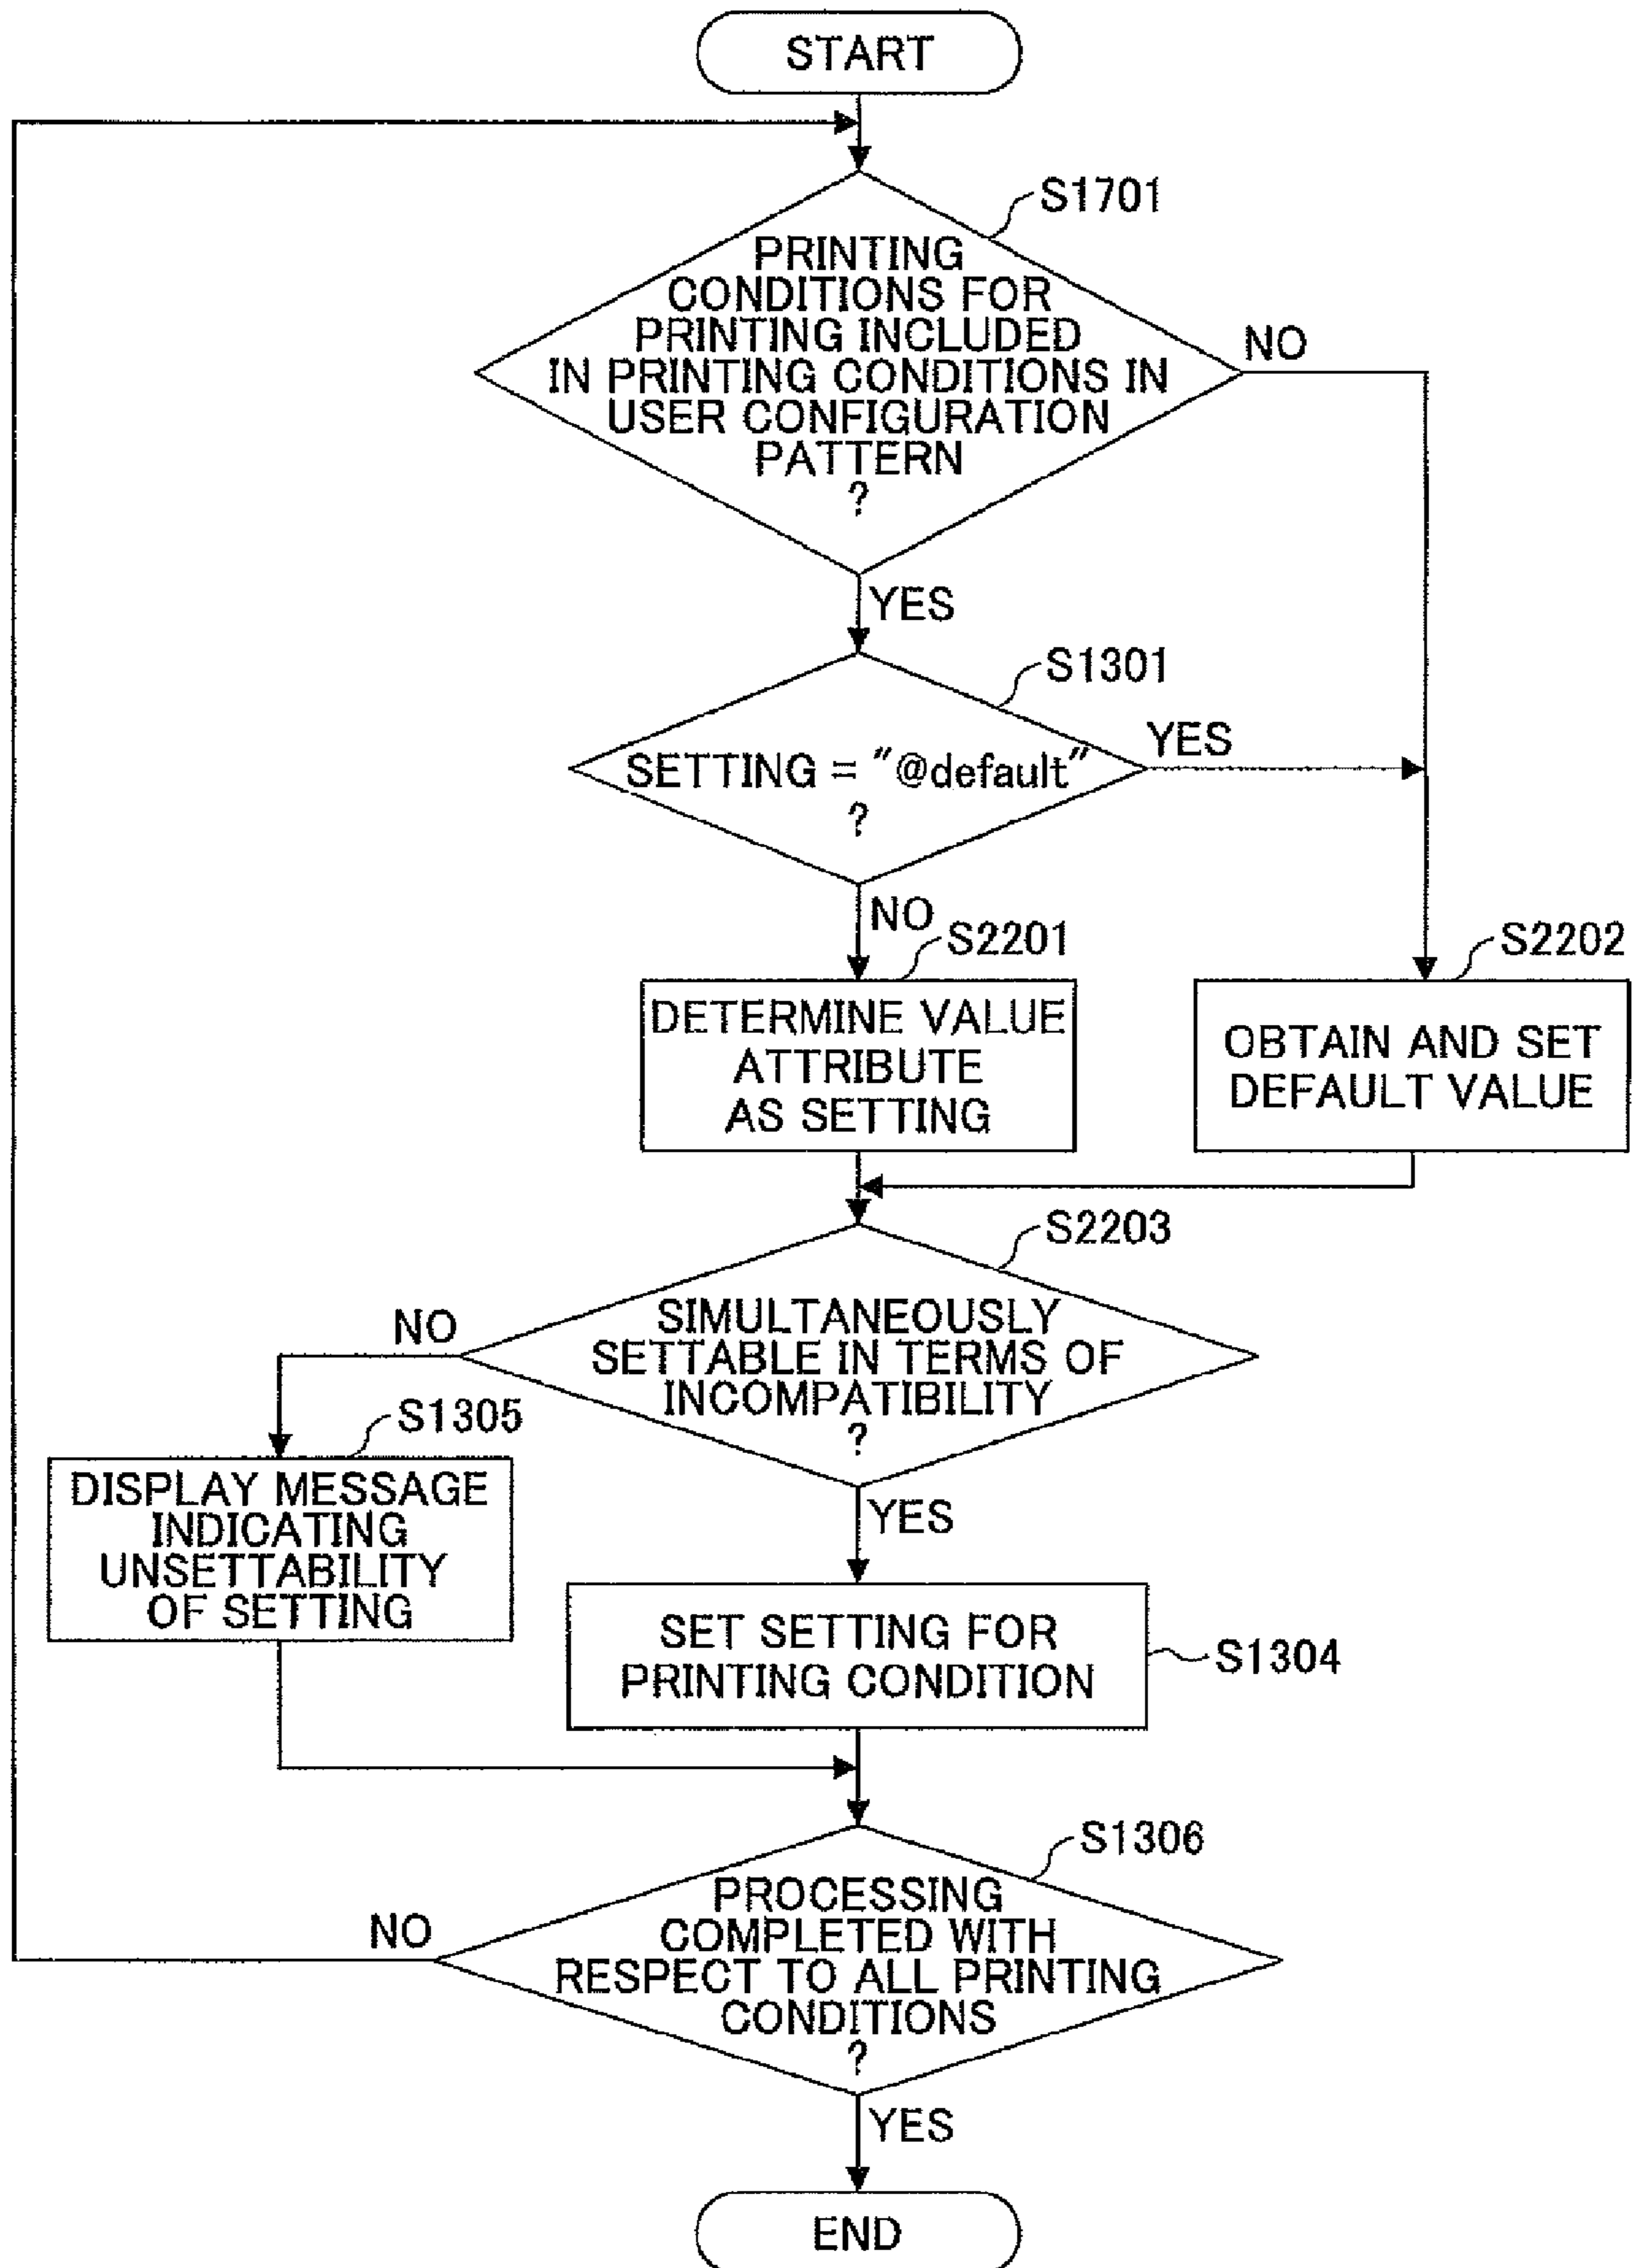 START
S1701
PRINTING
CONDITIONS FOR
PRINTING INCLUDED
IN PRINTING CONDITIONS IN
USER CONFIGURATION
PATTERN
?
NO
YES
S1301
SETTING = "@default"
?
YES
NO
S2201
DETERMINE VALUE
ATTRIBUTE
AS SETTING
S2202
OBTAIN AND SET
DEFAULT VALUE
S2203
SIMULTANEOUSLY
SETTABLE IN TERMS OF
INCOMPATIBILITY
?
NO
S1305
DISPLAY MESSAGE
INDICATING
UNSETTABILITY
OF SETTING
YES
SET SETTING FOR
PRINTING CONDITION
S1304
S1306
PROCESSING
COMPLETED WITH
RESPECT TO ALL PRINTING
CONDITIONS
?
NO
YES
END